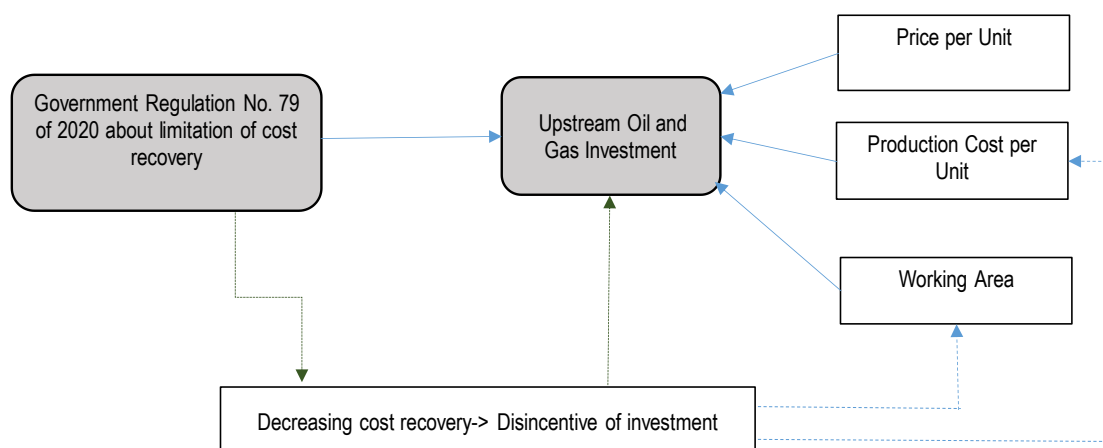 Government Regulation No. 79
of 2020 about limitation of cost
recovery
Upstream Oil and
Gas Investment
Price per Unit
Production Cost per
Unit
Working Area
Decreasing cost recovery-> Disincentive of investment